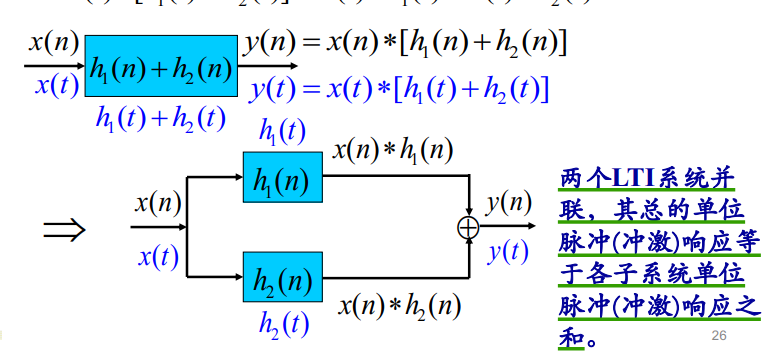 x(n) h₁(n)+h₂(n) y(n)=x(n)*[h₁(n)+h₂(n)]
x(t) y(t)=x(t)*[h₁(t)+h₂(t)]
h₁(t)+h₂(t)
h₁(t)
x(n)*h₁(n)
h₁(n)
⇒
x(n)
x(t)
⊕
y(n)
y(t)
h₂(n)
x(n)*h₂(n)
h₂(t)
两个LTI系统并
联，其总的单位
脉冲(冲激)响应等
于各子系统单位
脉冲(冲激)响应之
和。
26